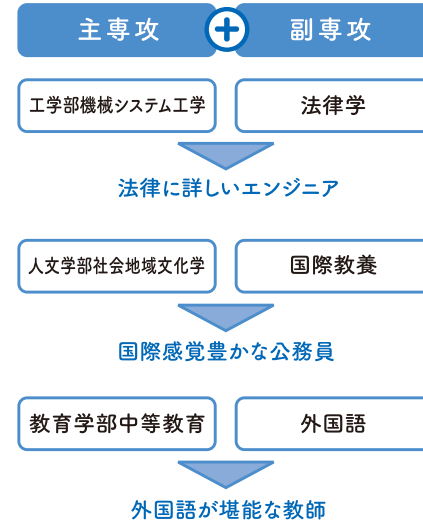 主専攻 + 副専攻
工学部機械システム工学 法律学
法律に詳しいエンジニア
人文学部社会地域文化学 国際教養
国際感覚豊かな公務員
教育学部中等教育 外国語
外国語が堪能な教師